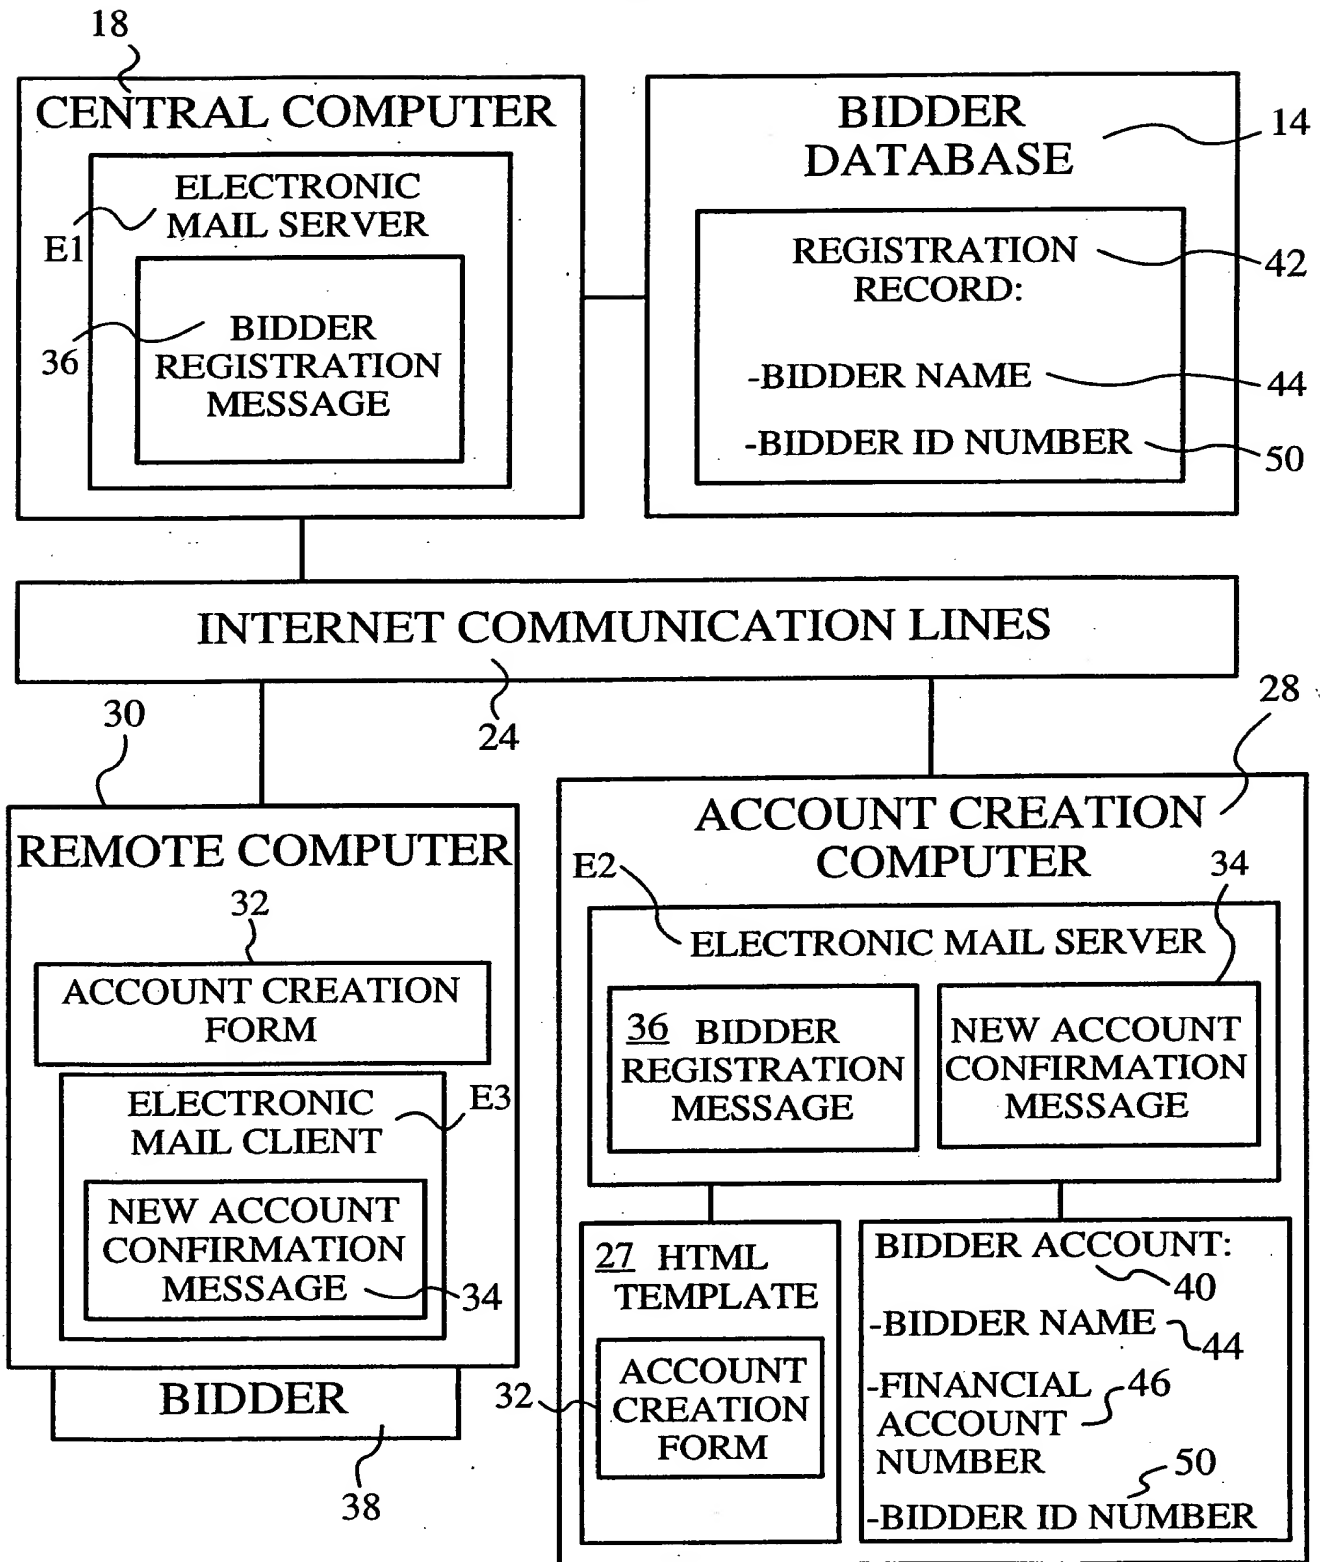 18
CENTRAL COMPUTER
ELECTRONIC
MAIL SERVER
E1
BIDDER
REGISTRATION
MESSAGE
36
BIDDER
DATABASE
14
REGISTRATION
RECORD:
42
-BIDDER NAME
44
-BIDDER ID NUMBER
50
INTERNET COMMUNICATION LINES
24
30
REMOTE COMPUTER
32
ACCOUNT CREATION
FORM
ELECTRONIC
MAIL CLIENT
E3
NEW ACCOUNT
CONFIRMATION
MESSAGE
34
BIDDER
38
28
ACCOUNT CREATION
COMPUTER
E2
34
ELECTRONIC MAIL SERVER
36 BIDDER
REGISTRATION
MESSAGE
NEW ACCOUNT
CONFIRMATION
MESSAGE
27 HTML
TEMPLATE
ACCOUNT
CREATION
FORM
32
BIDDER ACCOUNT:
40
-BIDDER NAME
44
-FINANCIAL
ACCOUNT
NUMBER
46
50
-BIDDER ID NUMBER